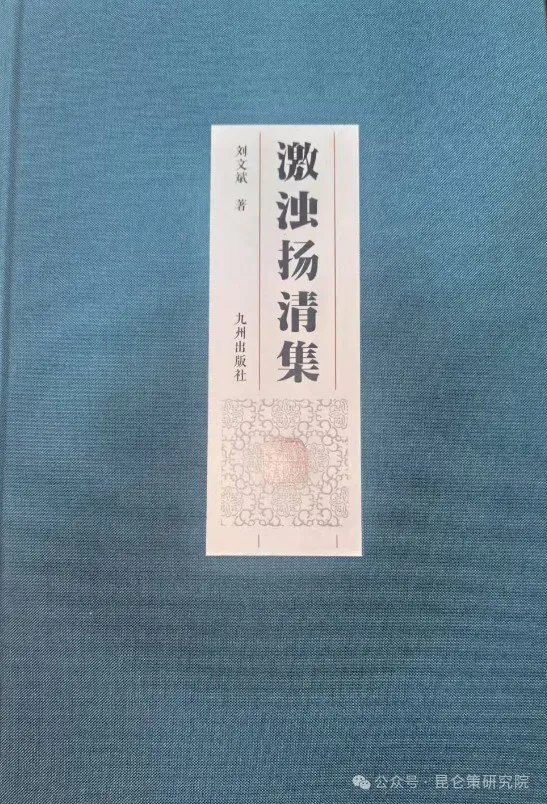 激浊扬清集
刘文斌 著
九州出版社
公众号·昆仑策研究院